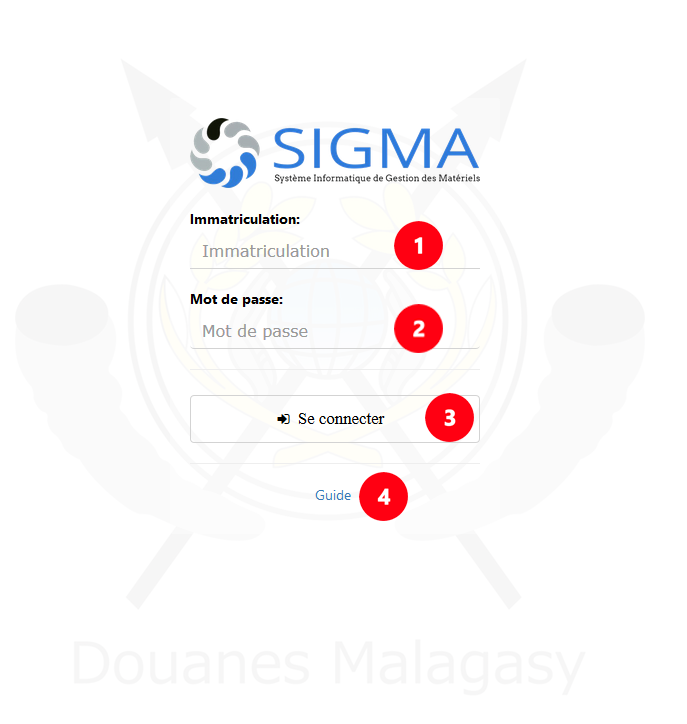 SIGMA
Système Informatique de Gestion des Matériels
Immatriculation:
Immatriculation 1
Mot de passe:
Mot de passe 2
Se connecter 3
Guide 4
Douanes Malagasy